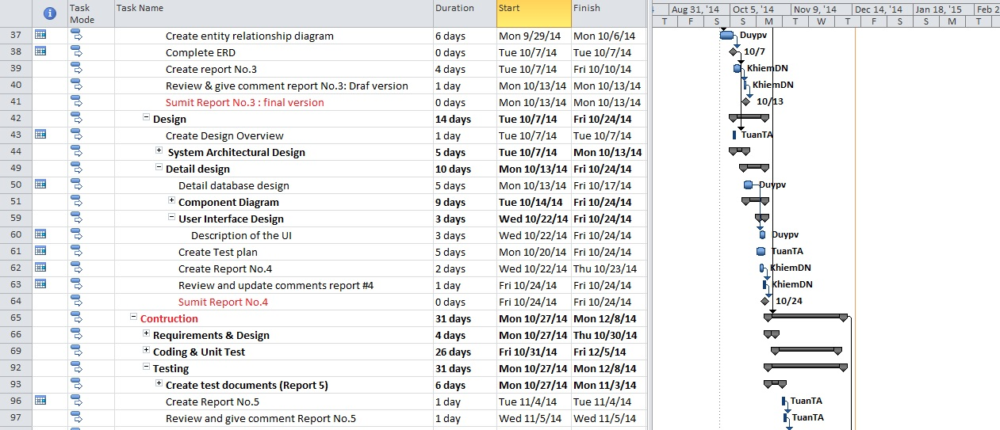 Task Mode Task Name Duration Start Finish Aug 31, '14 Oct 5, '14 Nov 9, '14 Dec 14, '14 Jan 18, '15 Feb 2
T F S S M T W T F S S M T
37 Create entity relationship diagram 6 days Mon 9/29/14 Mon 10/6/14 Duypv
38 Complete ERD 0 days Tue 10/7/14 Tue 10/7/14 10/7
39 Create report No.3 4 days Tue 10/7/14 Fri 10/10/14 KhiemDN
40 Review & give comment report No.3: Draf version 1 day Mon 10/13/14 Mon 10/13/14 KhiemDN
41 Sumit Report No.3 : final version 0 days Mon 10/13/14 Mon 10/13/14 10/13
42 Design 14 days Tue 10/7/14 Fri 10/24/14
43 Create Design Overview 1 day Tue 10/7/14 Tue 10/7/14 TuanTA
44 System Architectural Design 5 days Tue 10/7/14 Mon 10/13/14
49 Detail design 10 days Mon 10/13/14 Fri 10/24/14
50 Detail database design 5 days Mon 10/13/14 Fri 10/17/14 Duypv
51 Component Diagram 9 days Tue 10/14/14 Fri 10/24/14
59 User Interface Design 3 days Wed 10/22/14 Fri 10/24/14
60 Description of the UI 3 days Wed 10/22/14 Fri 10/24/14 Duypv
61 Create Test plan 5 days Mon 10/20/14 Fri 10/24/14 TuanTA
62 Create Report No.4 2 days Wed 10/22/14 Thu 10/23/14 KhiemDN
63 Review and update comments report #4 1 day Fri 10/24/14 Fri 10/24/14 KhiemDN
64 Sumit Report No.4 0 days Fri 10/24/14 Fri 10/24/14 10/24
65 Contruction 31 days Mon 10/27/14 Mon 12/8/14
66 Requirements & Design 4 days Mon 10/27/14 Thu 10/30/14
69 Coding & Unit Test 26 days Fri 10/31/14 Fri 12/5/14
92 Testing 31 days Mon 10/27/14 Mon 12/8/14
93 Create test documents (Report 5) 6 days Mon 10/27/14 Mon 11/3/14
96 Create Report No.5 1 day Tue 11/4/14 Tue 11/4/14 TuanTA
97 Review and give comment Report No.5 1 day Wed 11/5/14 Wed 11/5/14 TuanTA